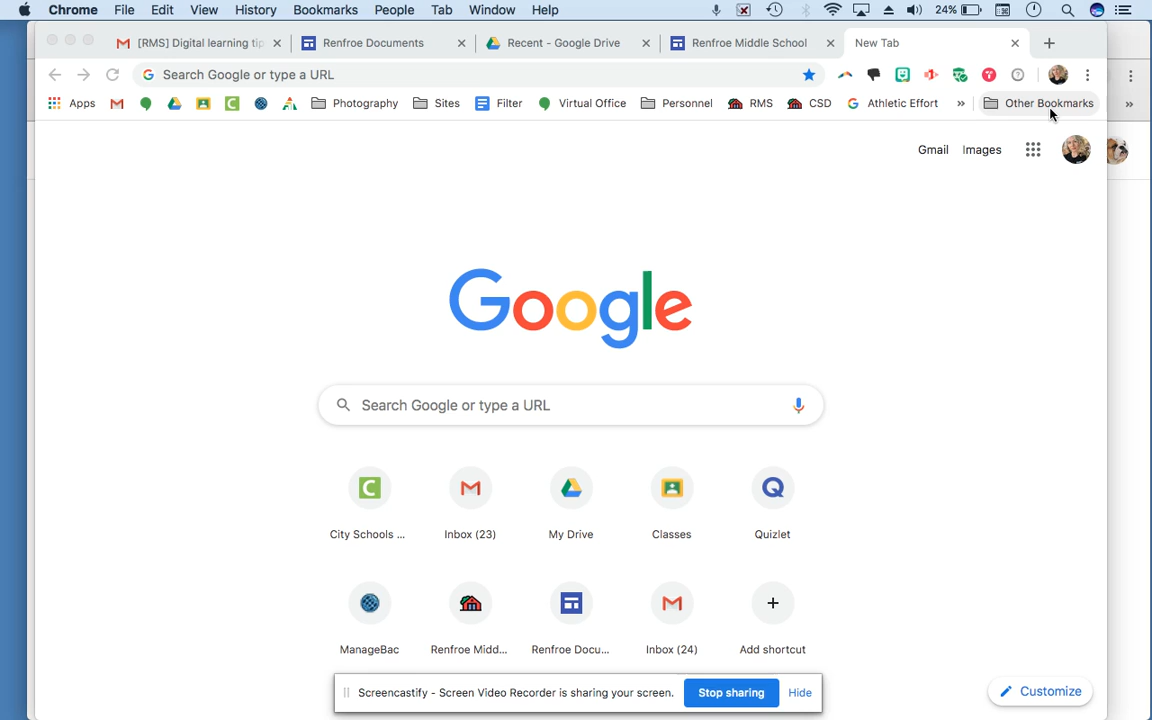 Chrome File Edit View History Bookmarks People Tab Window Help 24%
[RMS] Digital learning tip Renfroe Documents Recent - Google Drive Renfroe Middle School New Tab
Search Google or type a URL
Apps Photography Sites Filter Virtual Office Personnel RMS CSD Athletic Effort » Other Bookmarks »
Gmail Images
Google
Search Google or type a URL
City Schools ... Inbox (23) My Drive Classes Quizlet
ManageBac Renfroe Midd... Renfroe Docu... Inbox (24) Add shortcut
Screencastify - Screen Video Recorder is sharing your screen. Stop sharing Hide
Customize